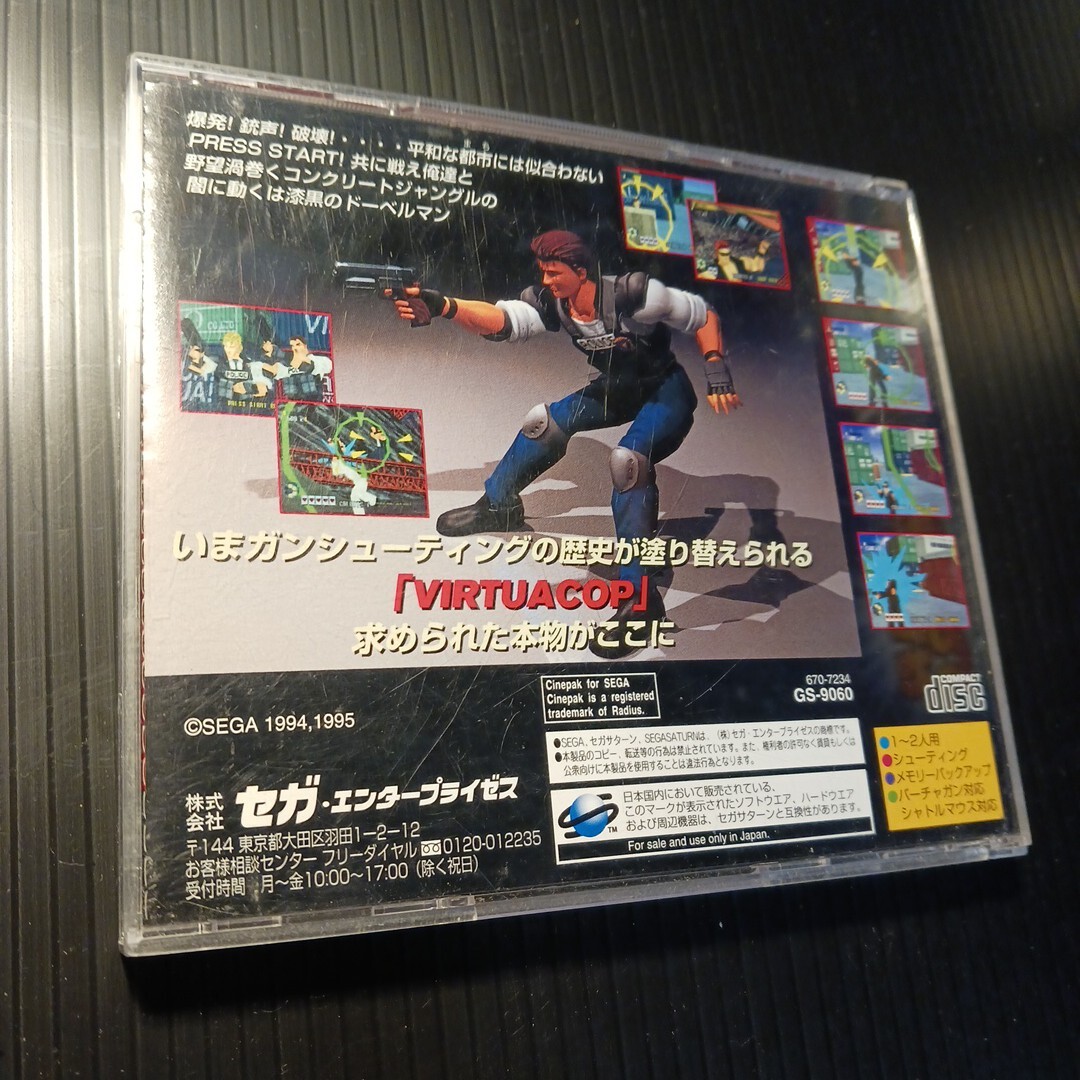 爆発! 銃声! 破壊!・・・・平和な都市には似合わない
PRESS START! 共に戦え俺達と
野望渦巻くコンクリートジャングルの
闇に動くは漆黒のドーベルマン
POLICE
PRESS START
POLICE
いまガンシューティングの歴史が塗り替えられる
「VIRTUACOP」
求められた本物がここに
©SEGA 1994,1995
Cinepak for SEGA
Cinepak is a registered
trademark of Radius.
670-7234
GS-9060
COMPACT
disc
●SEGA、セガサターン、SEGASATURNは、(株)セガ・エンタープライゼスの商標です。
●本製品のコピー、転送等の行為は禁止されています。また、権利者の許可なく賃貸もしくは
公衆向けに本製品を使用することは違法行為となります。
日本国内において販売されている、
このマークが表示されたソフトウエア、ハードウエア
および周辺機器は、セガサターンと互換性があります。
TM
For sale and use only in Japan.
●1〜2人用
●シューティング
●メモリーバックアップ
●バーチャガン対応
シャトルマウス対応
株式会社 セガ・エンタープライゼス
〒144 東京都大田区羽田1−2−12
お客様相談センター フリーダイヤル 0120-012235
受付時間 月〜金10:00〜17:00 (除く祝日)